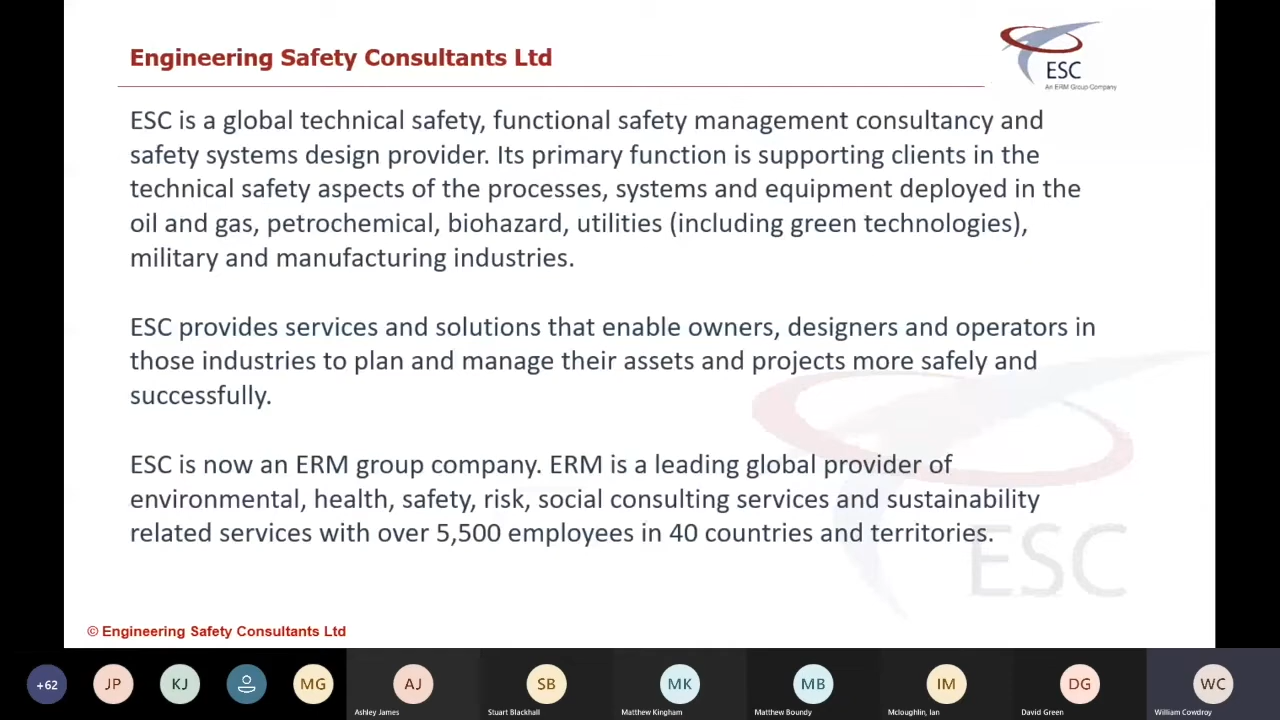 Engineering Safety Consultants Ltd
ESC
An ERM Group Company
ESC is a global technical safety, functional safety management consultancy and
safety systems design provider. Its primary function is supporting clients in the
technical safety aspects of the processes, systems and equipment deployed in the
oil and gas, petrochemical, biohazard, utilities (including green technologies),
military and manufacturing industries.
ESC provides services and solutions that enable owners, designers and operators in
those industries to plan and manage their assets and projects more safely and
successfully.
ESC is now an ERM group company. ERM is a leading global provider of
environmental, health, safety, risk, social consulting services and sustainability
related services with over 5,500 employees in 40 countries and territories.
ESC
© Engineering Safety Consultants Ltd
+62
JP
KJ
MG
AJ
SB
MK
MB
IM
DG
WC
Ashley James
Stuart Blackhall
Matthew Kingham
Matthew Boundy
Mcloughlin, Ian
David Green
William Cowdroy